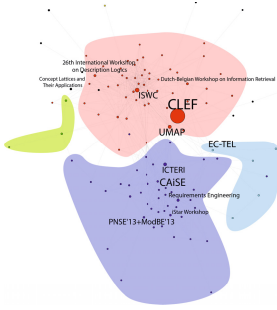 26th International Workshop
on Description Logics
Concept Lattices and
Their Applications
Dutch-Belgian Workshop on Information Retrieval
ISWC
CLEF
UMAP
EC-TEL
ICTERI
CAiSE
Requirements Engineering
iStar Workshop
PNSE'13+ModBE'13